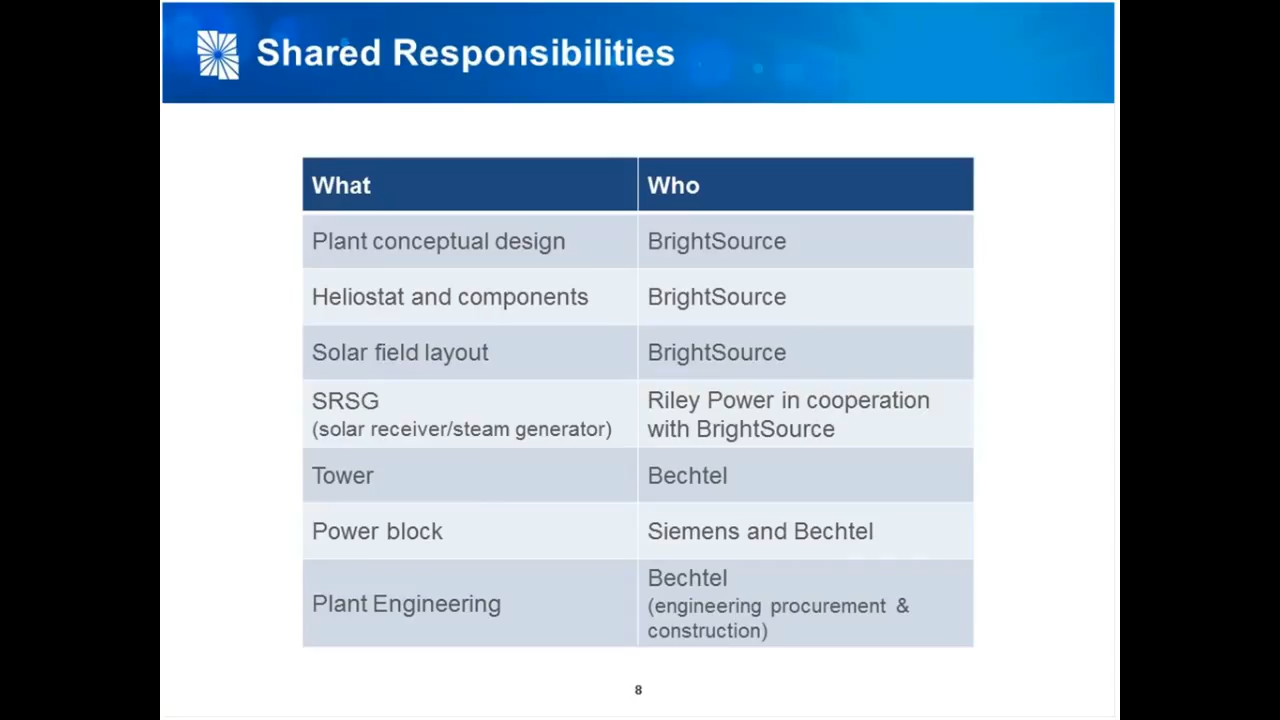 Shared Responsibilities
What
Who
Plant conceptual design
BrightSource
Heliostat and components
BrightSource
Solar field layout
BrightSource
SRSG
(solar receiver/steam generator)
Riley Power in cooperation
with BrightSource
Tower
Bechtel
Power block
Siemens and Bechtel
Plant Engineering
Bechtel
(engineering procurement &
construction)
8